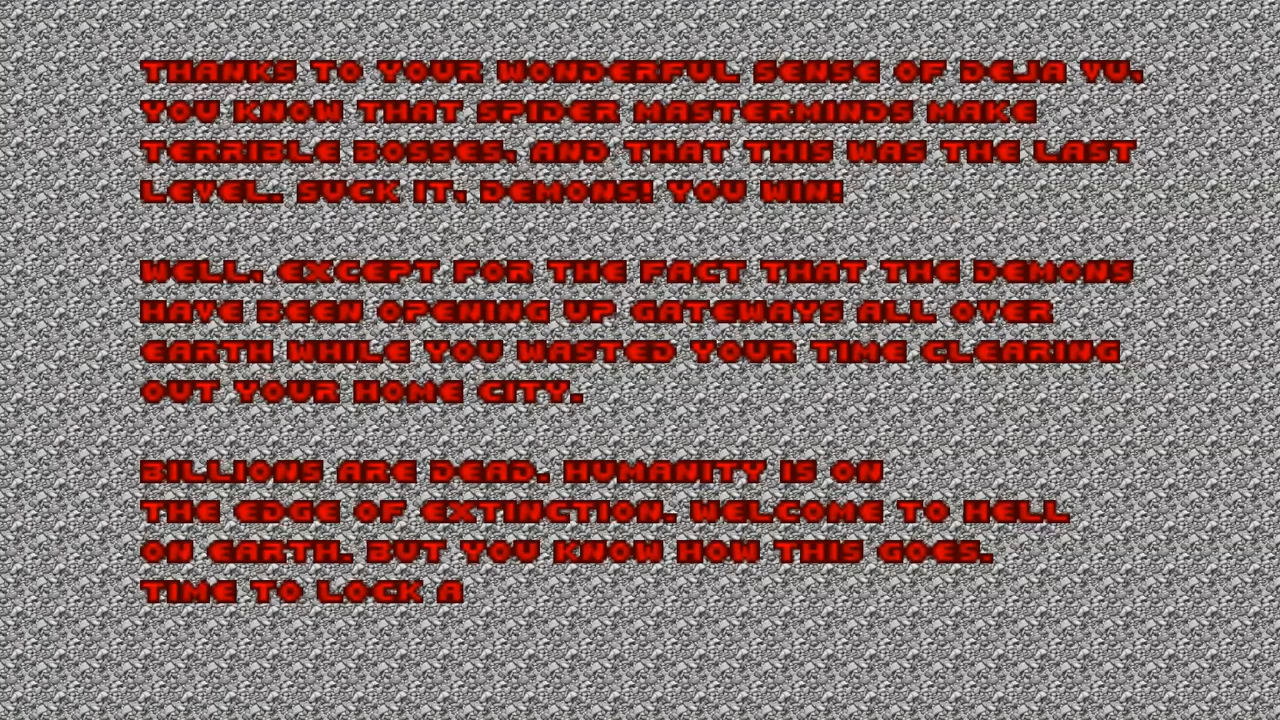 THANKS TO YOUR WONDERFUL SENSE OF DEJA VU,
YOU KNOW THAT SPIDER MASTERMINDS MAKE
TERRIBLE BOSSES, AND THAT THIS WAS THE LAST
LEVEL. SUCK IT, DEMONS! YOU WIN!
WELL, EXCEPT FOR THE FACT THAT THE DEMONS
HAVE BEEN OPENING UP GATEWAYS ALL OVER
EARTH WHILE YOU WASTED YOUR TIME CLEARING
OUT YOUR HOME CITY.
BILLIONS ARE DEAD. HUMANITY IS ON
THE EDGE OF EXTINCTION. WELCOME TO HELL
ON EARTH. BUT YOU KNOW HOW THIS GOES.
TIME TO LOCK A